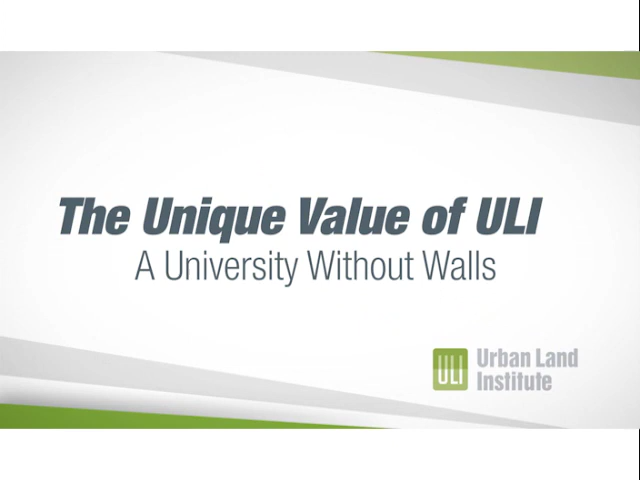 The Unique Value of ULI
A University Without Walls
ULI
Urban Land
Institute